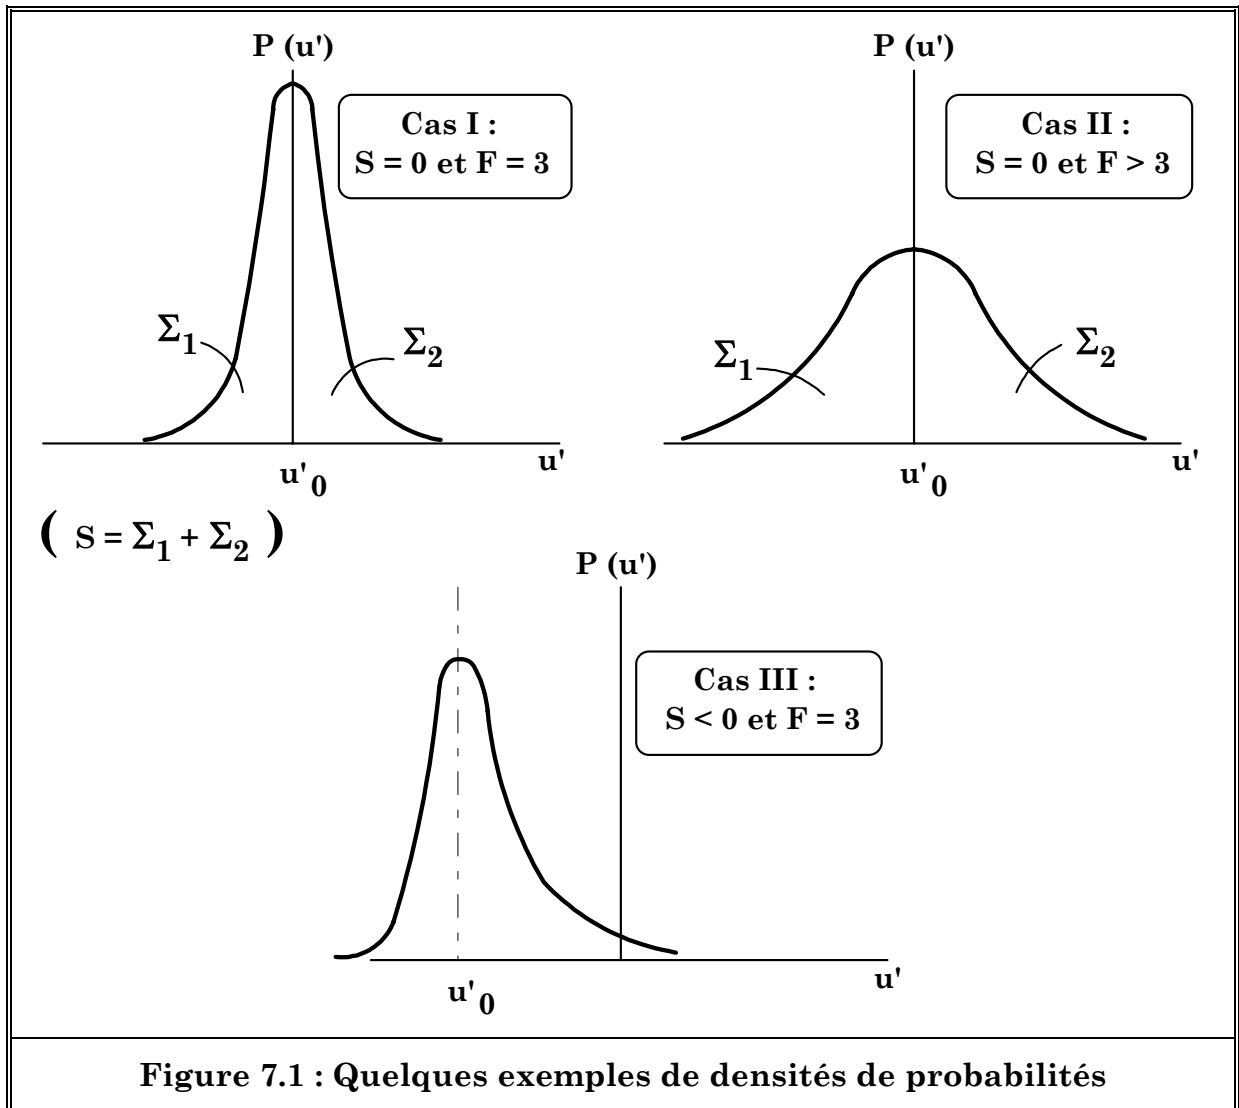 P (u')
Cas I :
S = 0 et F = 3
Σ1
Σ2
u'
u'0
P (u')
Cas II :
S = 0 et F > 3
Σ1
Σ2
u'
u'0
( S = Σ1 + Σ2 )
P (u')
Cas III :
S < 0 et F = 3
u'
u'0
Figure 7.1 : Quelques exemples de densités de probabilités